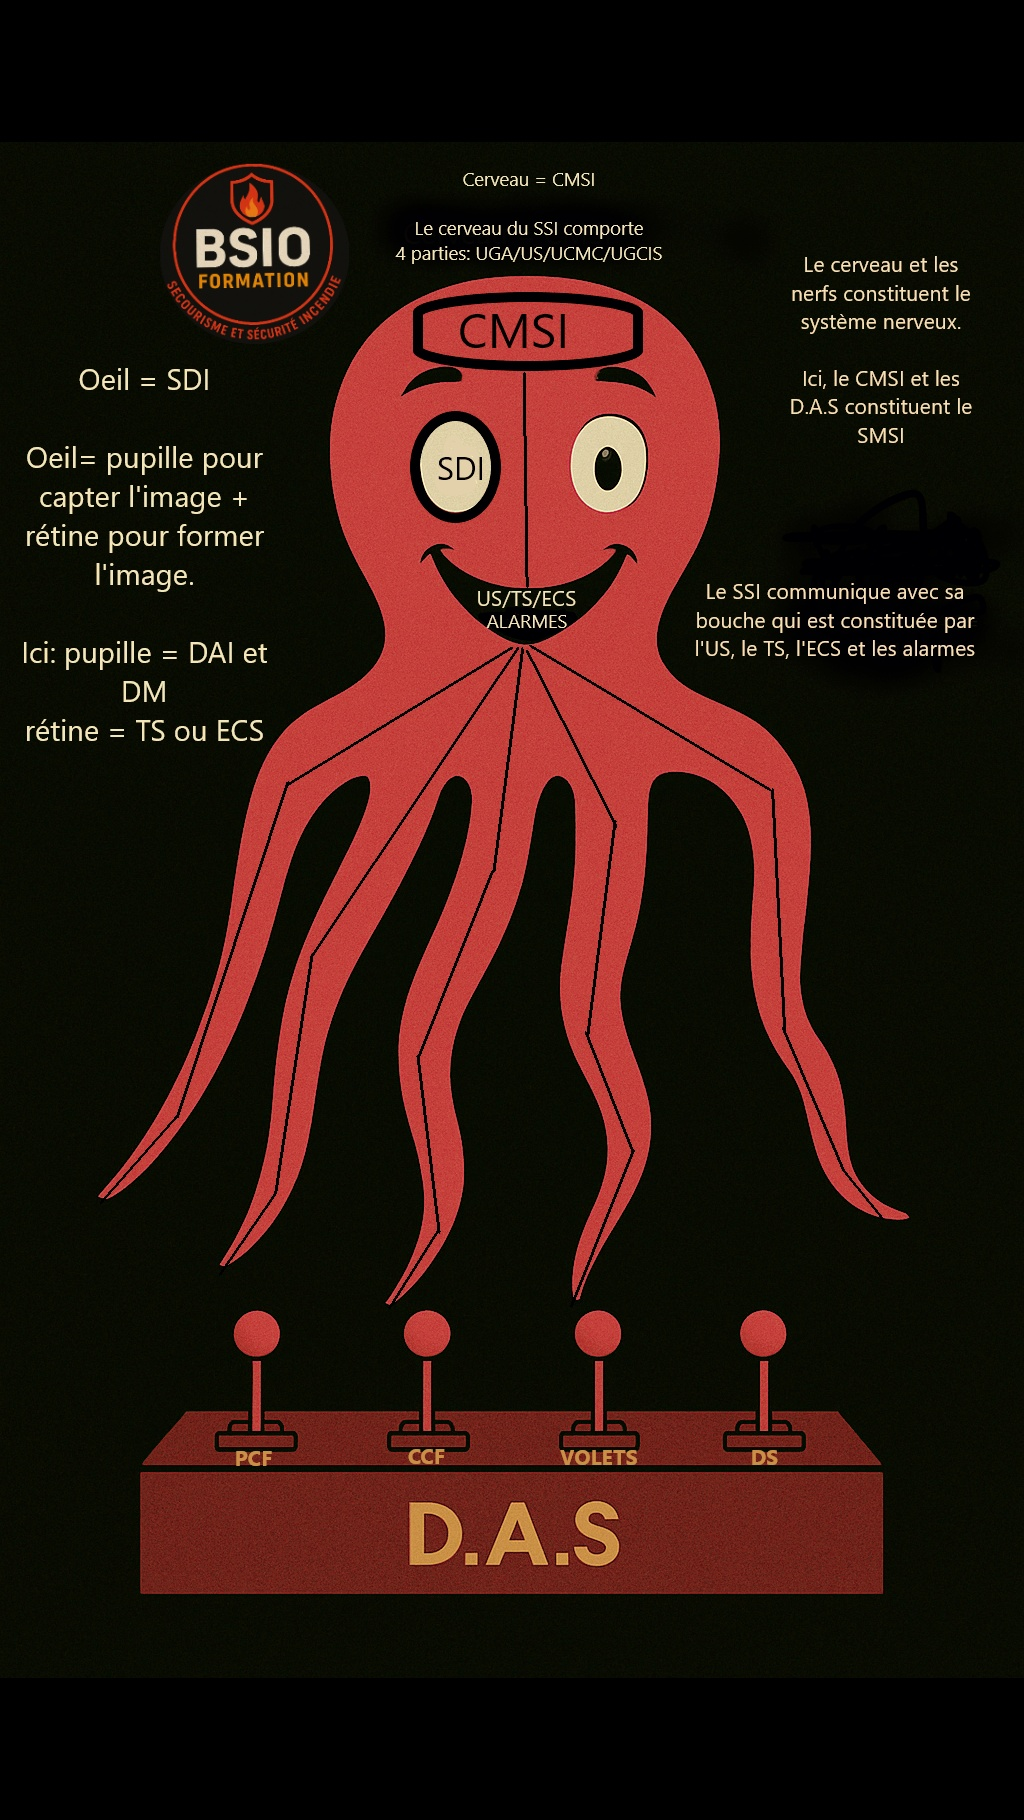 Cerveau = CMSI
Le cerveau du SSI comporte
4 parties: UGA/US/UCMC/UGCIS
BSIO
FORMATION
SECOURISME ET SÉCURITÉ INCENDIE
Le cerveau et les
nerfs constituent le
système nerveux.
Ici, le CMSI et les
D.A.S constituent le
SMSI
CMSI
Oeil = SDI
Oeil= pupille pour
capter l'image +
rétine pour former
l'image.
Ici: pupille = DAI et
DM
rétine = TS ou ECS
SDI
US/TS/ECS
ALARMES
Le SSI communique avec sa
bouche qui est constituée par
l'US, le TS, l'ECS et les alarmes
PCF
CCF
VOLETS
DS
D.A.S